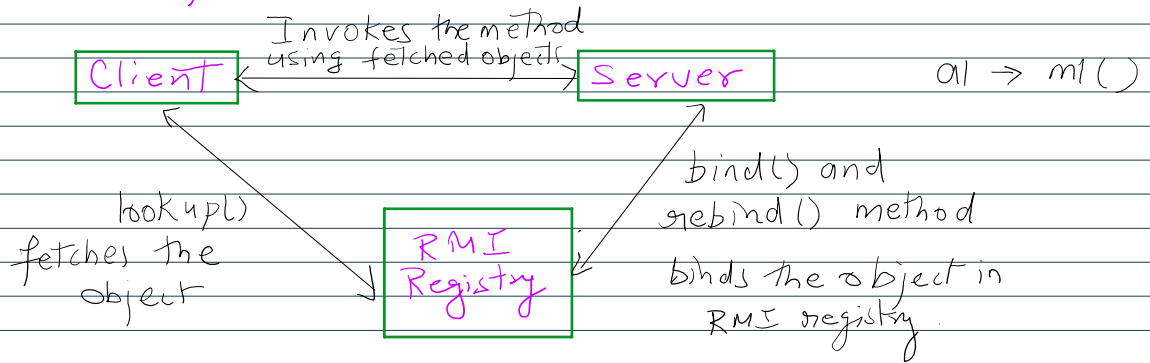 Invokes the method
using fetched objects
Client
Server
a1 → m1()
lookup()
fetches the
object
RMI
Registry
bind() and
rebind() method
binds the object in
RMI registry.